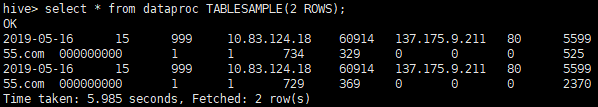 hive> select * from dataproc TABLESAMPLE(2 ROWS);
OK
2019-05-16 15 999 10.83.124.18 60914 137.175.9.211 80 5599
55.com 000000000 1 1 734 329 0 0 0 525
2019-05-16 15 999 10.83.124.18 60914 137.175.9.211 80 5599
55.com 000000000 1 1 729 369 0 0 0 2370
Time taken: 5.985 seconds, Fetched: 2 row(s)